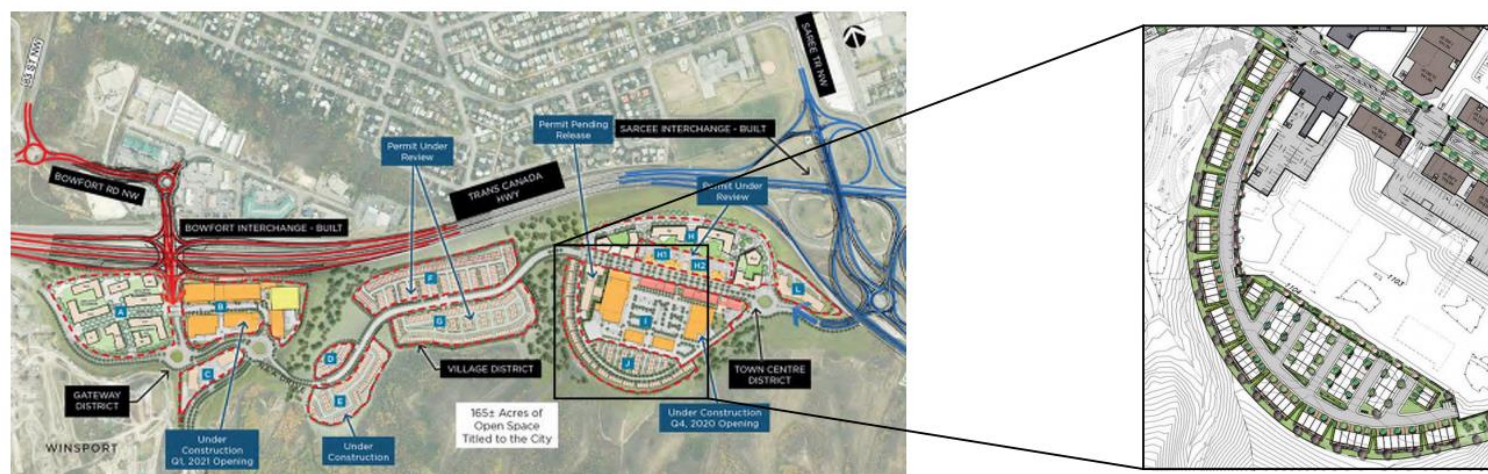 83 ST NW
SARCEE TR NW
Permit Pending
Release
SARCEE INTERCHANGE - BUILT
Permit Under
Review
BOWFORT RD NW
TRANS CANADA
HWY
Permit Under
Review
BOWFORT INTERCHANGE - BUILT
H
H1
H2
F
L
A
B
G
I
D
J
C
E
VILLAGE DISTRICT
TOWN CENTRE
DISTRICT
GATEWAY
DISTRICT
165± Acres of
Open Space
Titled to the City
Under Construction
Q4, 2020 Opening
WINSPORT
Under
Construction
Q1, 2021 Opening
Under
Construction
1103
1104